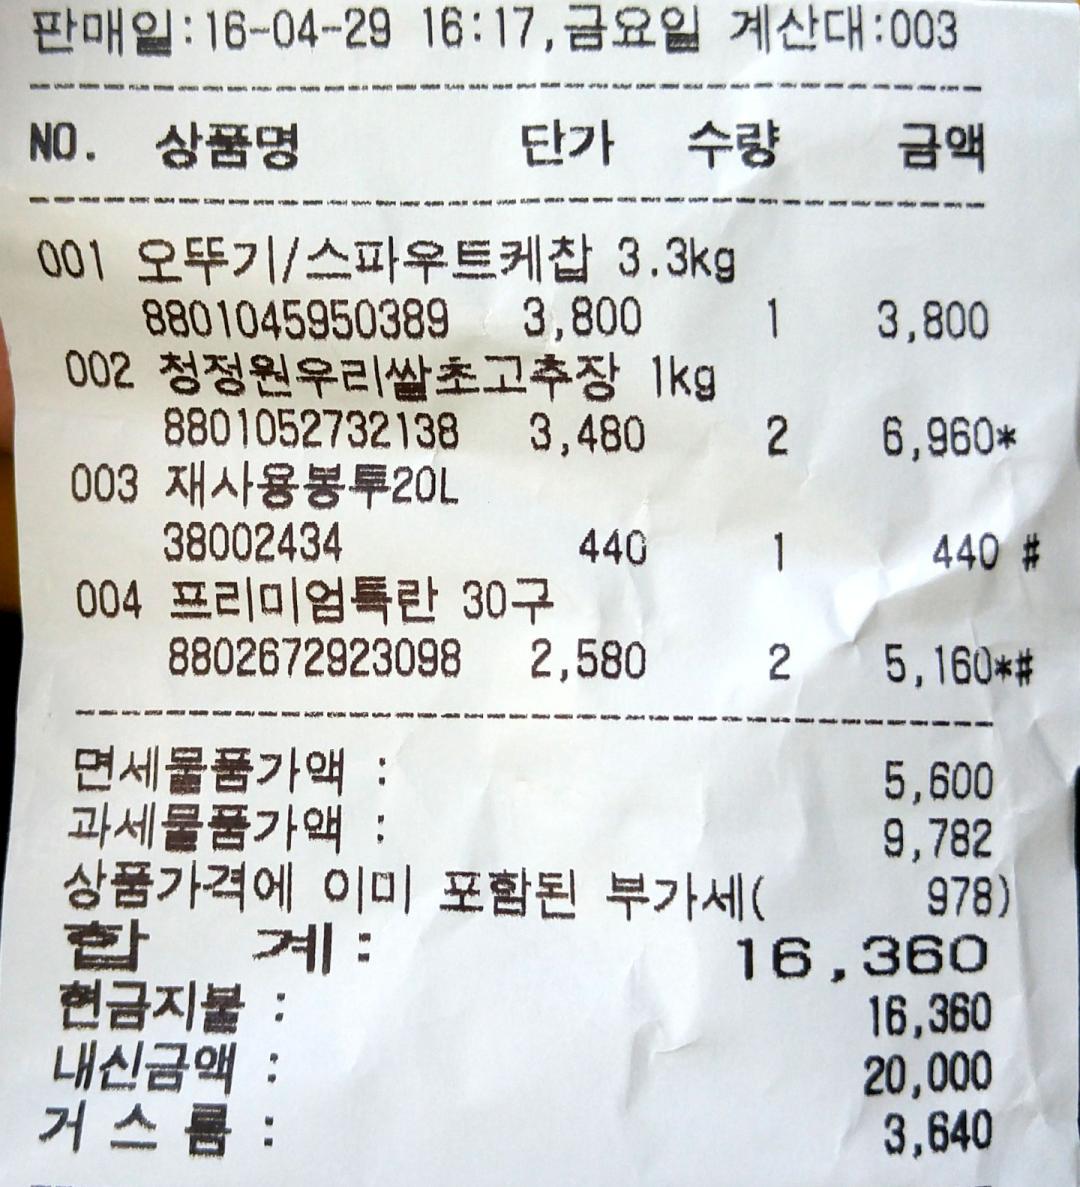 판매일:16-04-29 16:17,금요일 계산대:003
NO. 상품명 단가 수량 금액
001 오뚜기/스파우트케찹 3.3kg
8801045950389 3,800 1 3,800
002 청정원우리쌀초고추장 1kg
8801052732138 3,480 2 6,960*
003 재사용봉투20L
38002434 440 1 440 #
004 프리미엄특란 30구
8802672923098 2,580 2 5,160*#
면세물품가액 : 5,600
과세물품가액 : 9,782
상품가격에 이미 포함된 부가세( 978)
합 계: 16,360
현금지불 : 16,360
내신금액 : 20,000
거 스 름 : 3,640